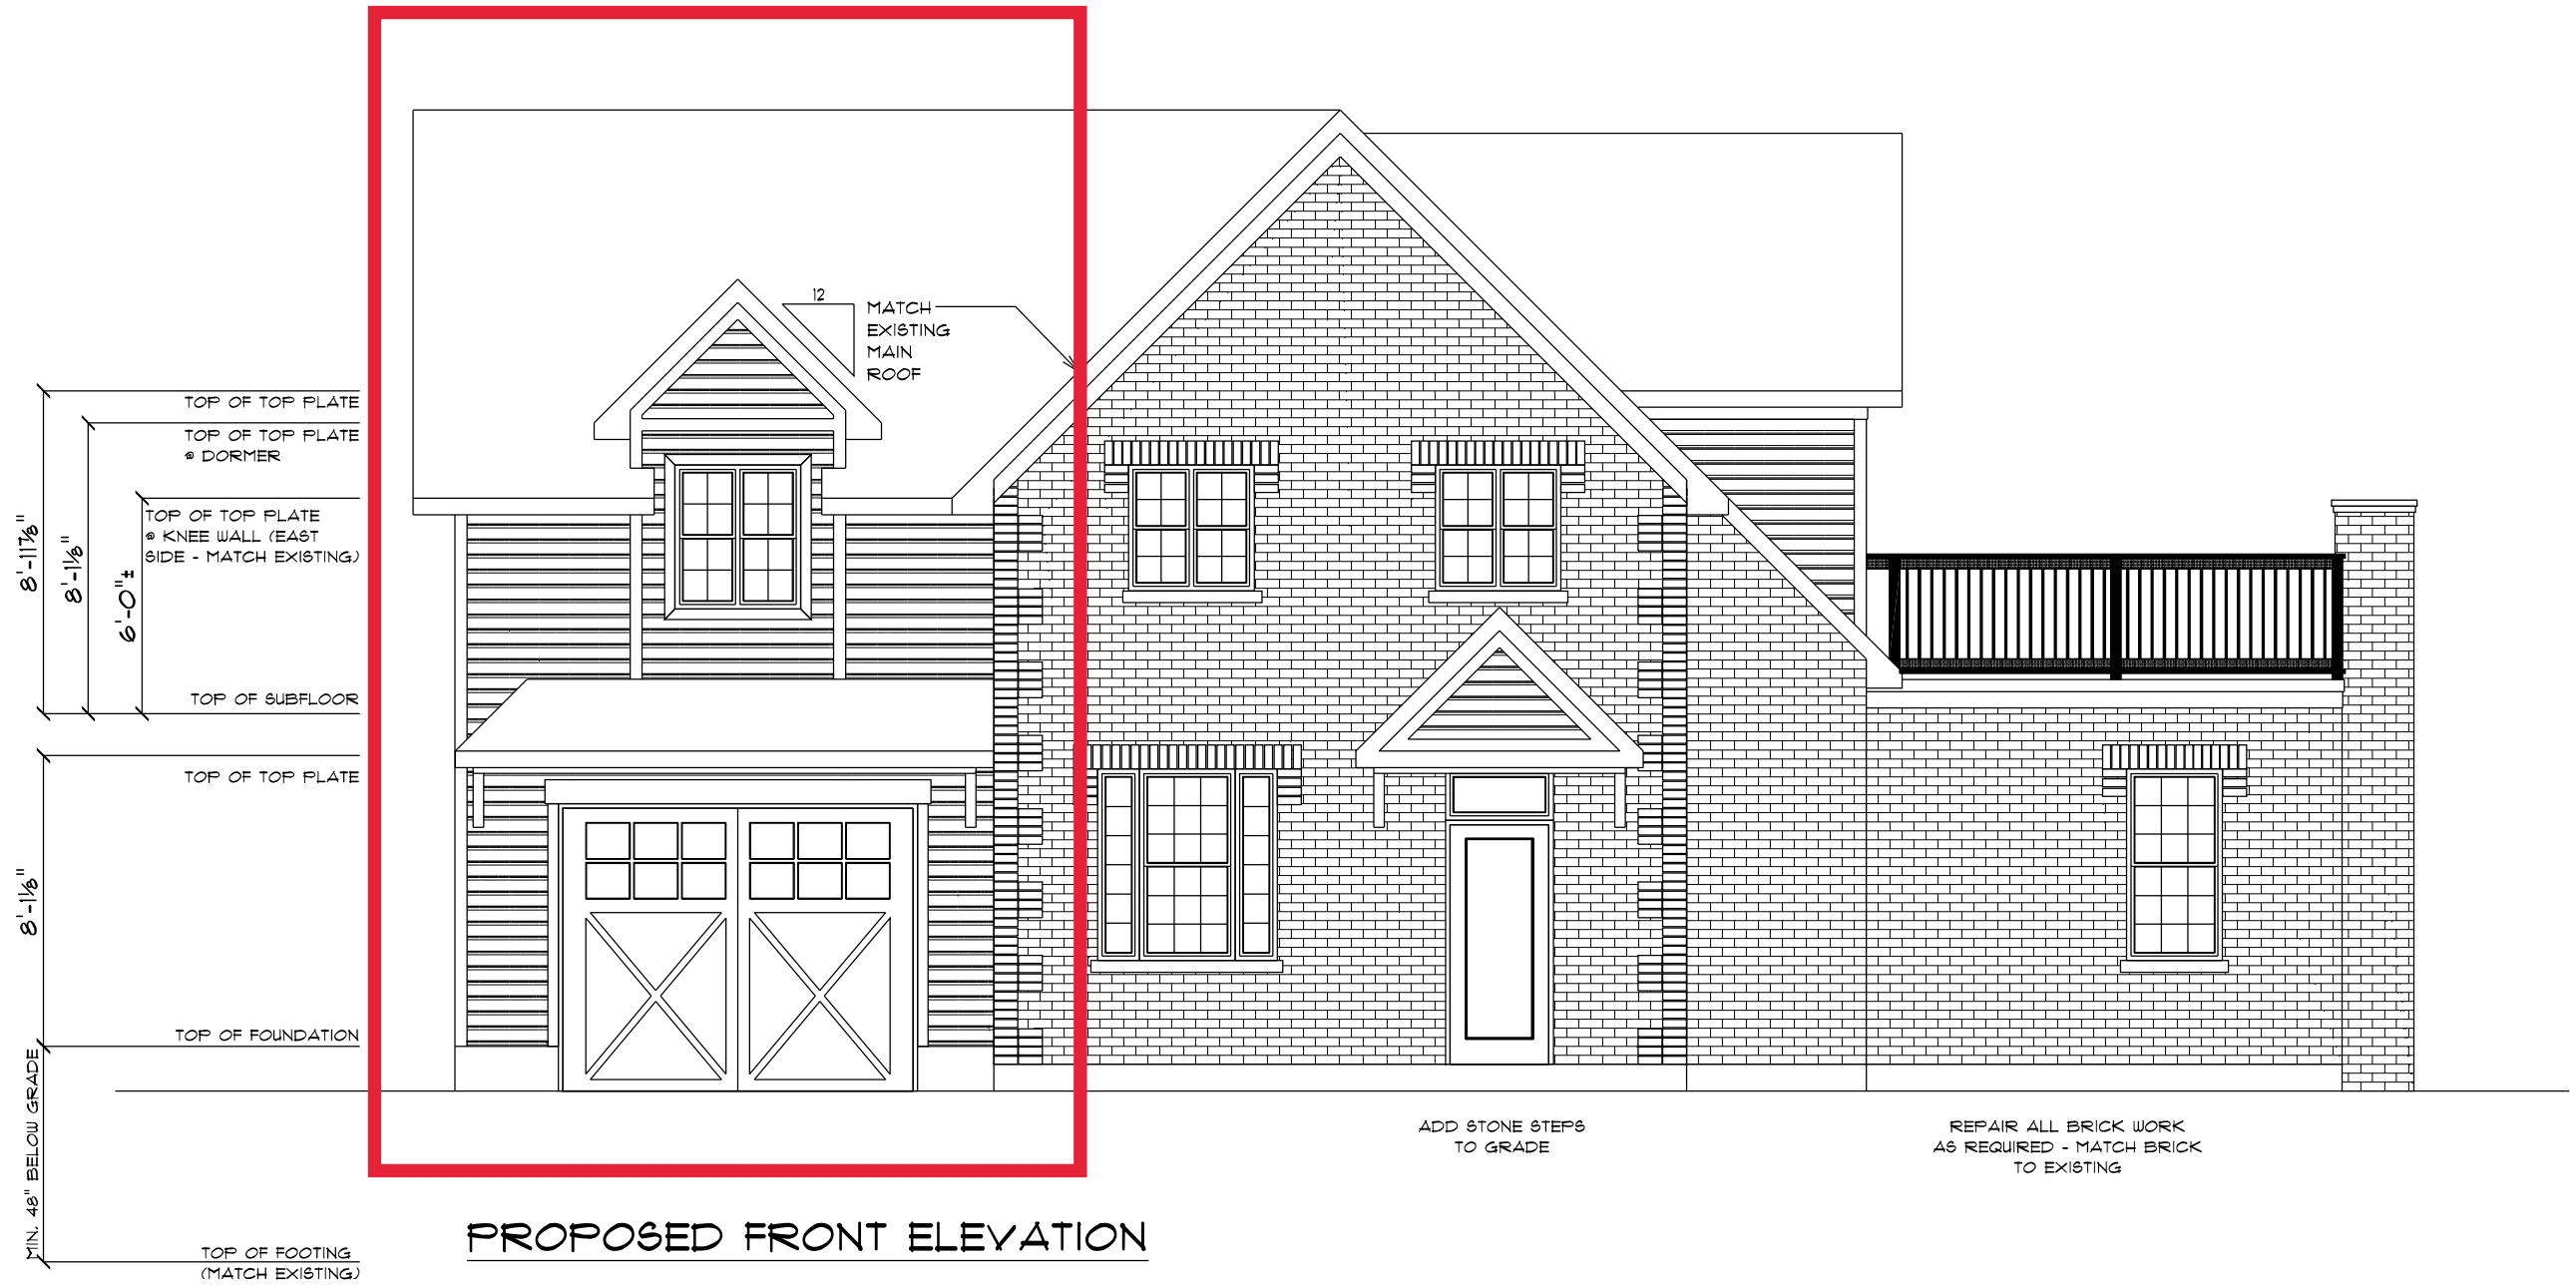 12
MATCH
EXISTING
MAIN
ROOF
TOP OF TOP PLATE
TOP OF TOP PLATE
@ DORMER
TOP OF TOP PLATE
@ KNEE WALL (EAST
SIDE - MATCH EXISTING)
8'-11⅞"
8'-1⅛"
6'-0"±
TOP OF SUBFLOOR
TOP OF TOP PLATE
8'-1⅛"
TOP OF FOUNDATION
MIN. 48" BELOW GRADE
TOP OF FOOTING
(MATCH EXISTING)
ADD STONE STEPS
TO GRADE
REPAIR ALL BRICK WORK
AS REQUIRED - MATCH BRICK
TO EXISTING
PROPOSED FRONT ELEVATION